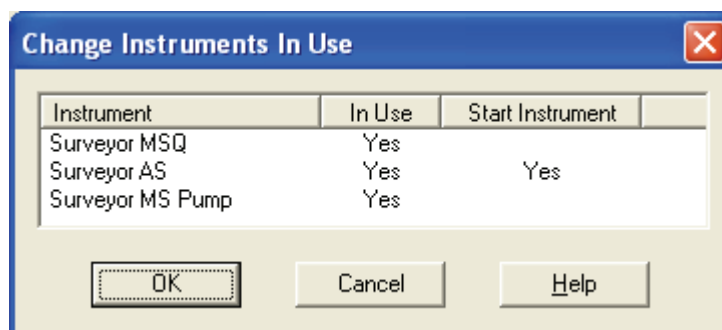 Change Instruments In Use
Instrument In Use Start Instrument
Surveyor MSQ Yes
Surveyor AS Yes Yes
Surveyor MS Pump Yes
OK Cancel Help